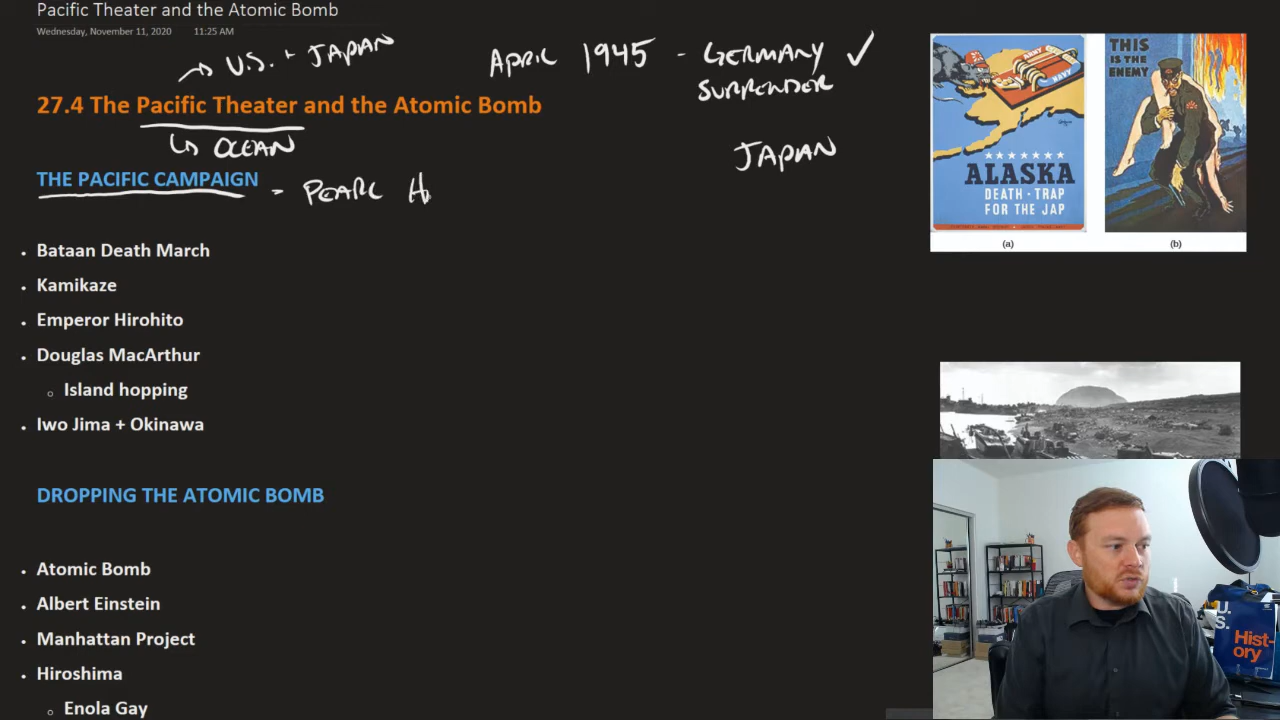 Pacific Theater and the Atomic Bomb
Wednesday, November 11, 2020 11:25 AM
U.S. + JAPAN
APRIL 1945 - GERMANY ✓
SURRENDER
27.4 The Pacific Theater and the Atomic Bomb
OCEAN
JAPAN
THE PACIFIC CAMPAIGN - PEARL H
• Bataan Death March
• Kamikaze
• Emperor Hirohito
• Douglas MacArthur
○ Island hopping
• Iwo Jima + Okinawa
DROPPING THE ATOMIC BOMB
• Atomic Bomb
• Albert Einstein
• Manhattan Project
• Hiroshima
○ Enola Gay
ARMY
NAVY
ALASKA
DEATH-TRAP
FOR THE JAP
(a)
THIS
IS THE
ENEMY
(b)
U.
S.
Hist-
ory